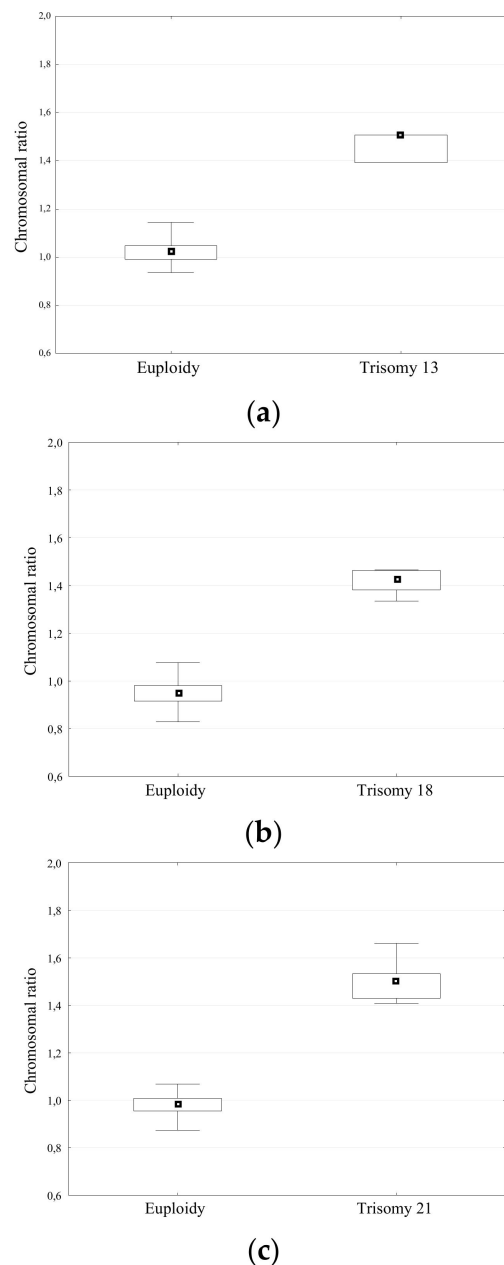 2,0
1,8
1,6
1,4
1,2
1,0
0,8
0,6
Chromosomal ratio
Euploidy Trisomy 13
(a)
2,0
1,8
1,6
1,4
1,2
1,0
0,8
0,6
Chromosomal ratio
Euploidy Trisomy 18
(b)
2,0
1,8
1,6
1,4
1,2
1,0
0,8
0,6
Chromosomal ratio
Euploidy Trisomy 21
(c)